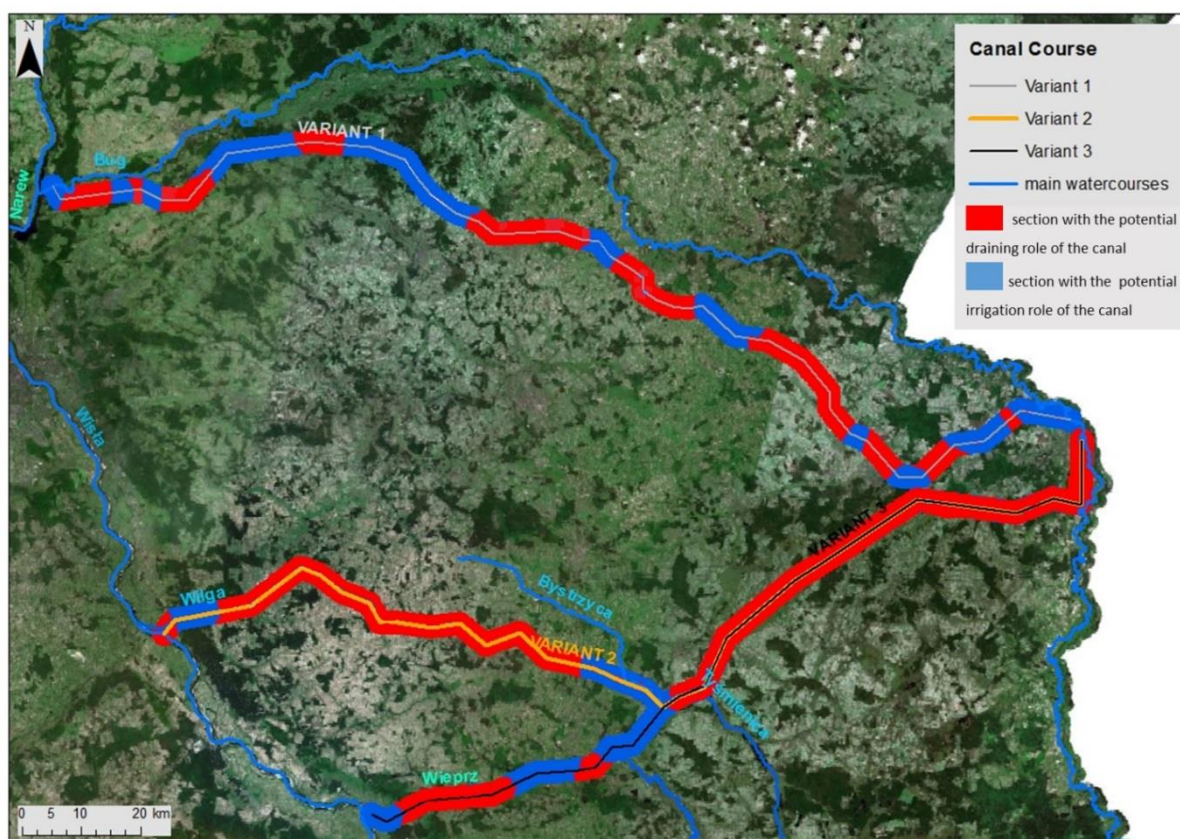 N
Canal Course
Variant 1
Variant 2
Variant 3
main watercourses
section with the potential
draining role of the canal
section with the potential
irrigation role of the canal
VARIANT 1
Bug
Narew
Wisła
VARIANT 3
Wilga
Bystrzyca
VARIANT 2
Tyśmienica
Wieprz
0 5 10 20 km